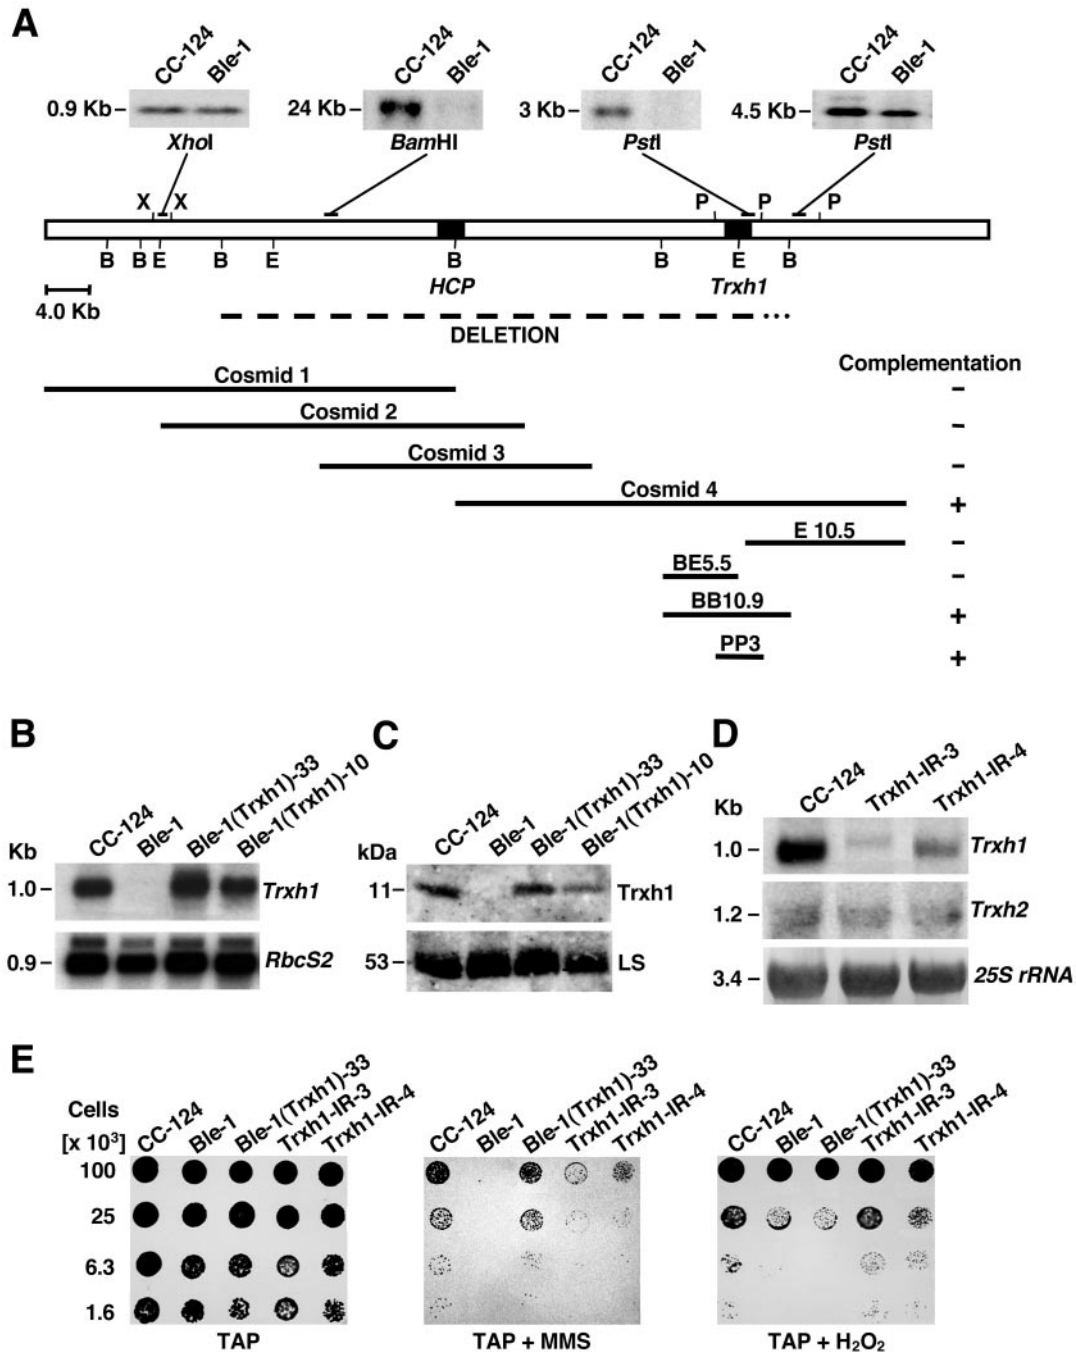 A
CC-124 Ble-1 CC-124 Ble-1 CC-124 Ble-1 CC-124 Ble-1
0.9 Kb 24 Kb 3 Kb 4.5 Kb
XhoI BamHI PstI PstI
X X P P P
B B E B E B B E B
HCP Trxh1
4.0 Kb
DELETION
Complementation
Cosmid 1 –
Cosmid 2 –
Cosmid 3 –
Cosmid 4 +
E 10.5 –
BE5.5 –
BB10.9 +
PP3 +
B
CC-124 Ble-1 Ble-1(Trxh1)-33 Ble-1(Trxh1)-10
Kb
1.0 Trxh1
0.9 RbcS2
C
CC-124 Ble-1 Ble-1(Trxh1)-33 Ble-1(Trxh1)-10
kDa
11 Trxh1
53 LS
D
CC-124 Trxh1-IR-3 Trxh1-IR-4
Kb
1.0 Trxh1
1.2 Trxh2
3.4 25S rRNA
E
Cells
[x 10³]
CC-124 Ble-1 Ble-1(Trxh1)-33 Trxh1-IR-3 Trxh1-IR-4
CC-124 Ble-1 Ble-1(Trxh1)-33 Trxh1-IR-3 Trxh1-IR-4
CC-124 Ble-1 Ble-1(Trxh1)-33 Trxh1-IR-3 Trxh1-IR-4
100
25
6.3
1.6
TAP TAP + MMS TAP + H₂O₂